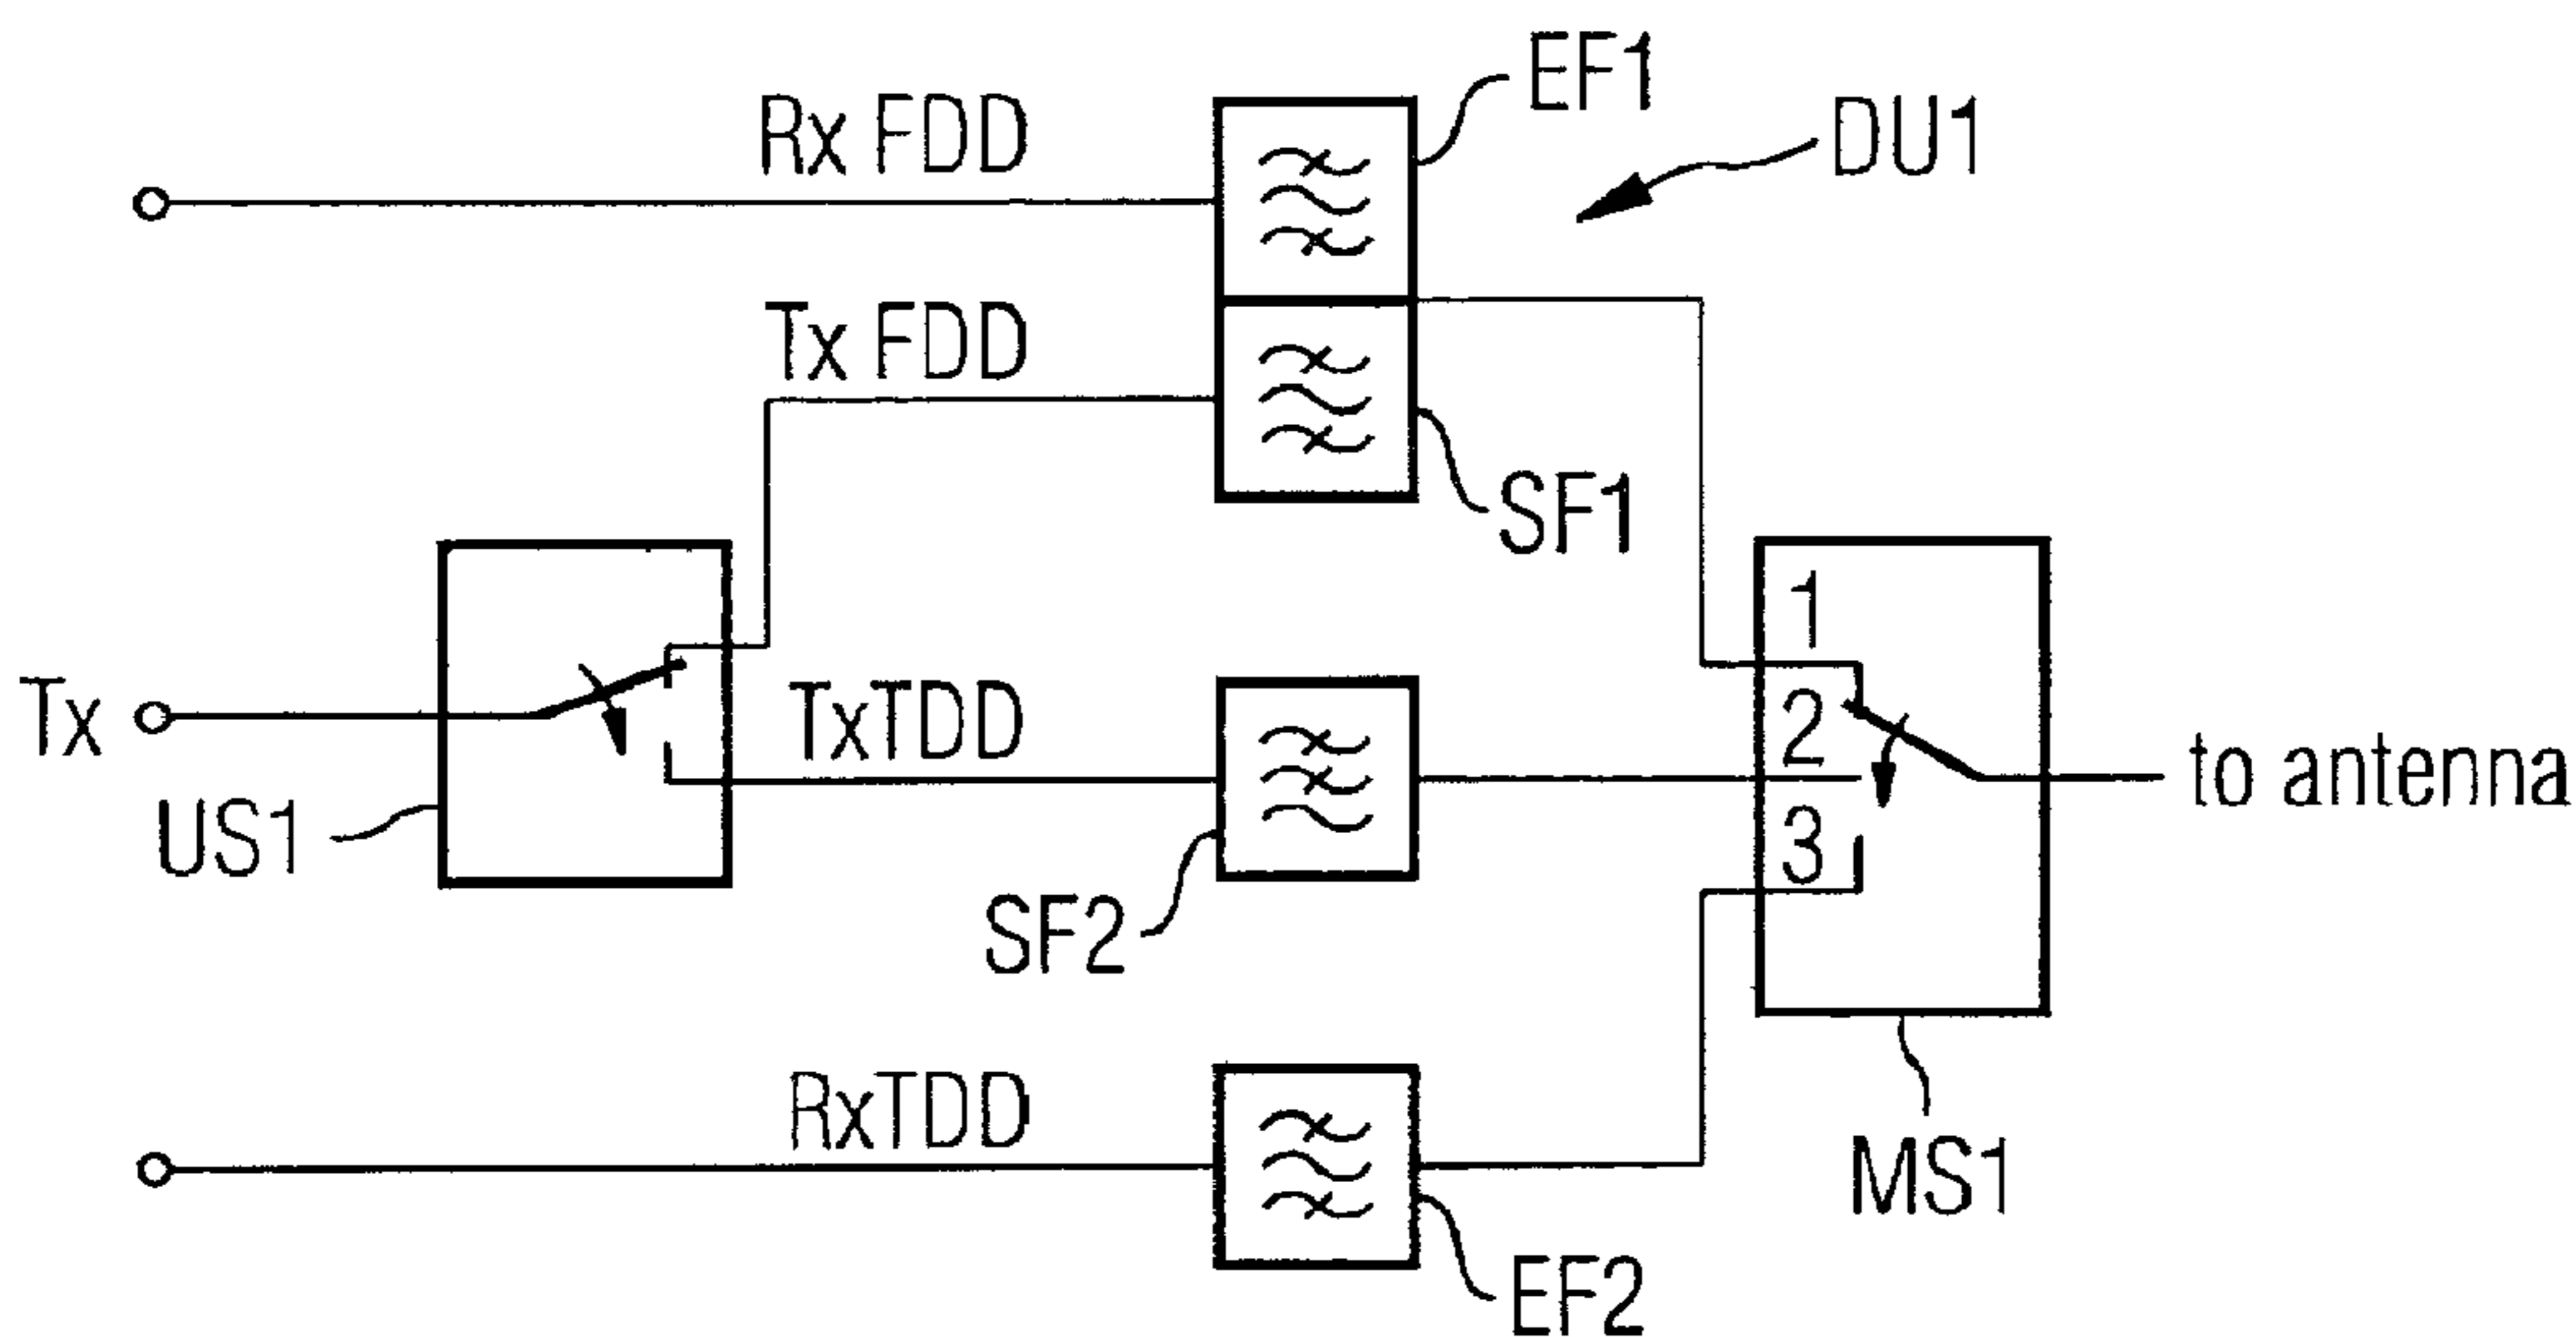 EF1
Rx FDD
DU1
Tx FDD
SF1
1
Tx
TxTDD
2
to antenna
US1
3
SF2
RxTDD
MS1
EF2